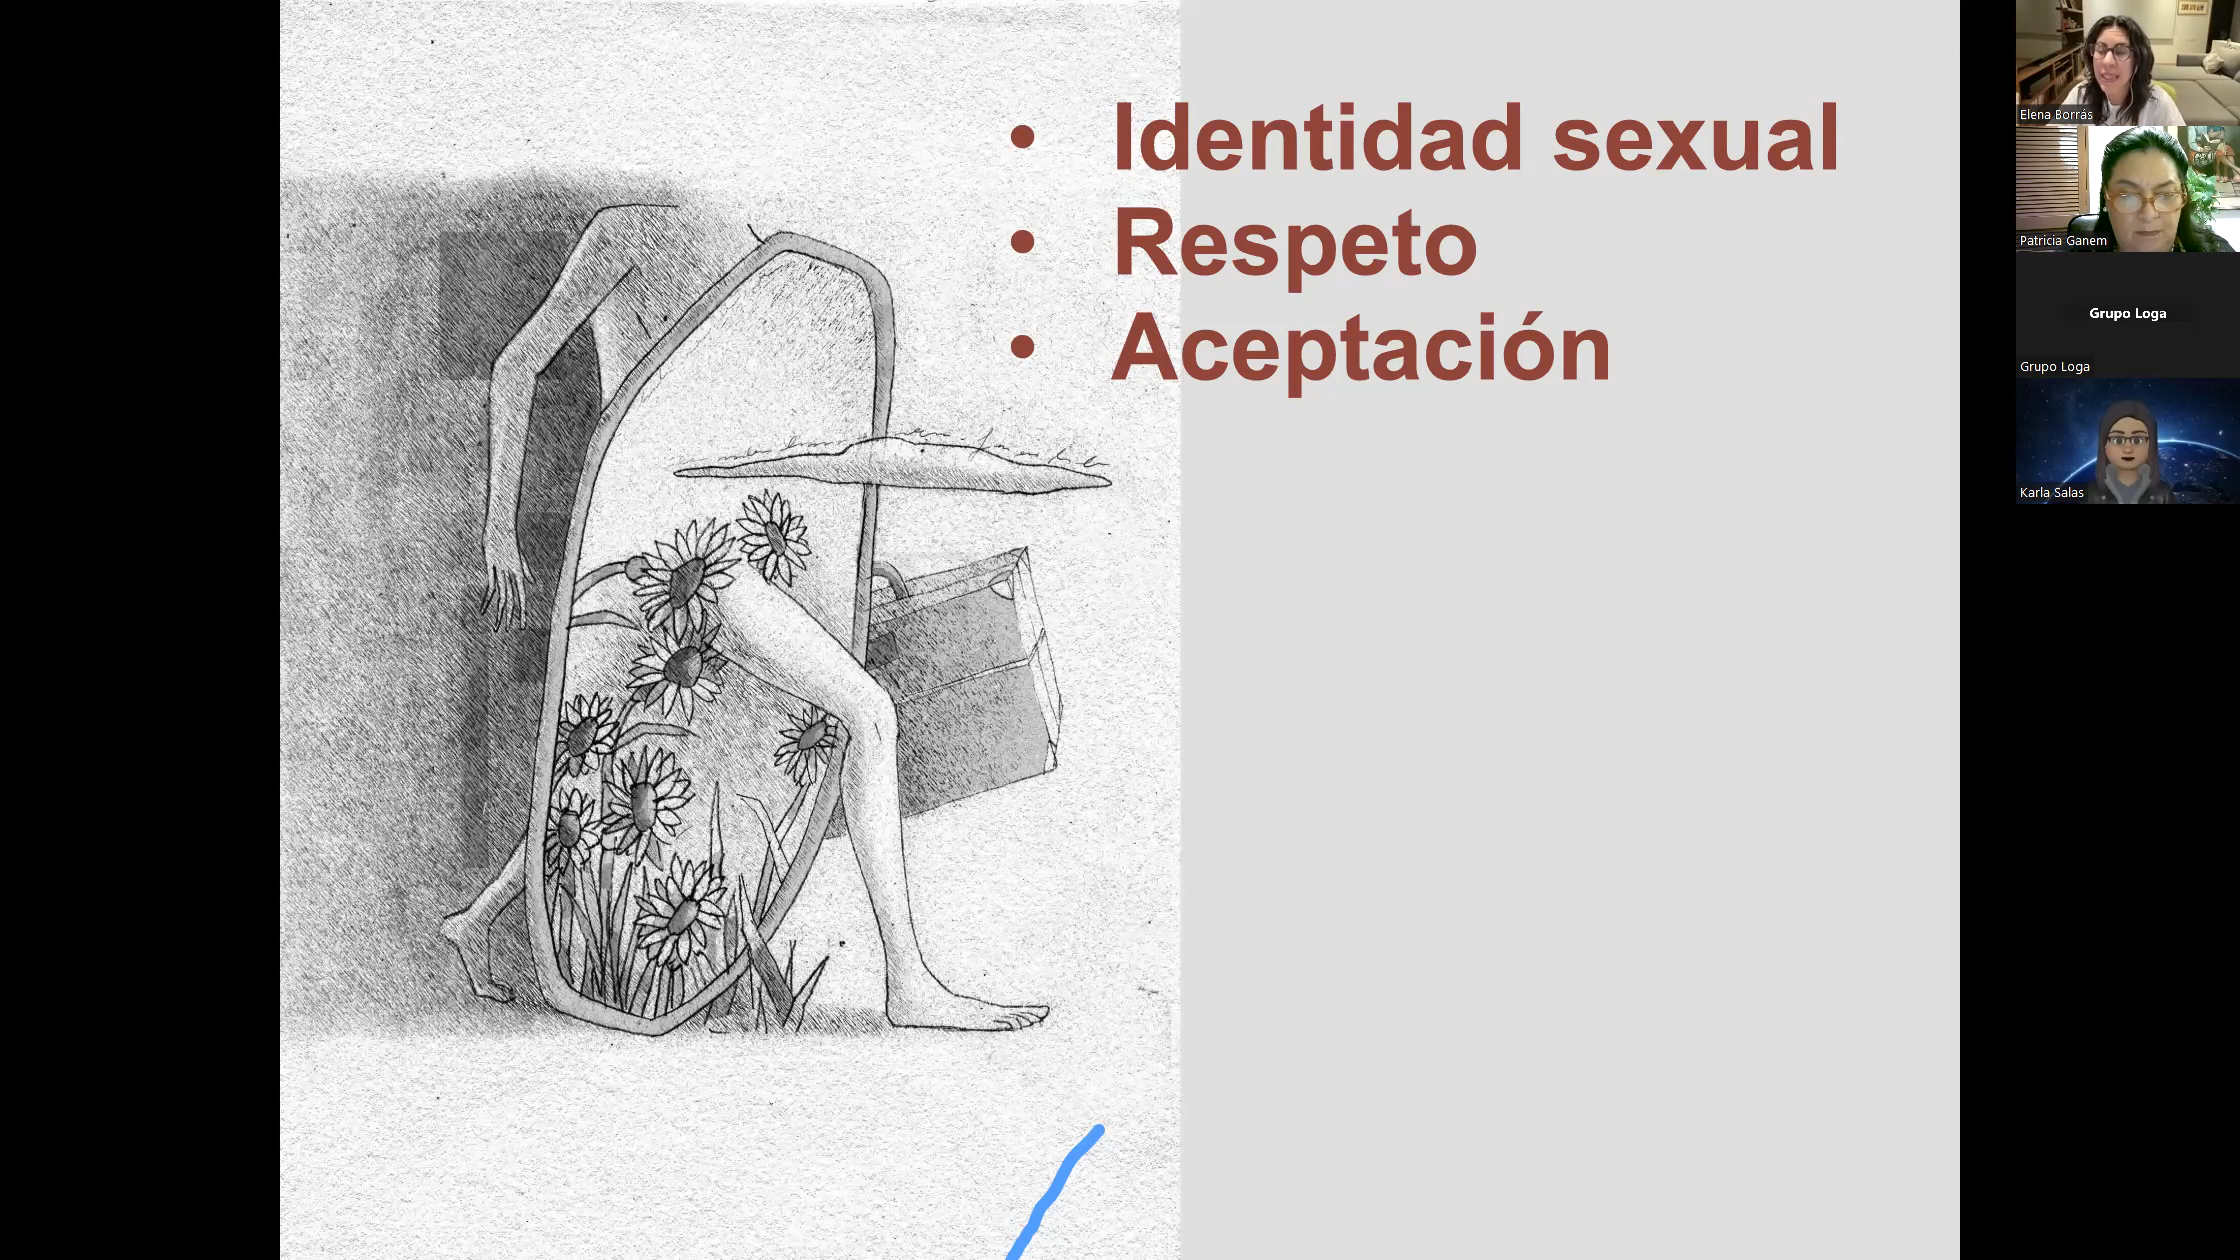 • Identidad sexual
• Respeto
• Aceptación
Elena Borrás
Patricia Ganem
Grupo Loga
Grupo Loga
Karla Salas